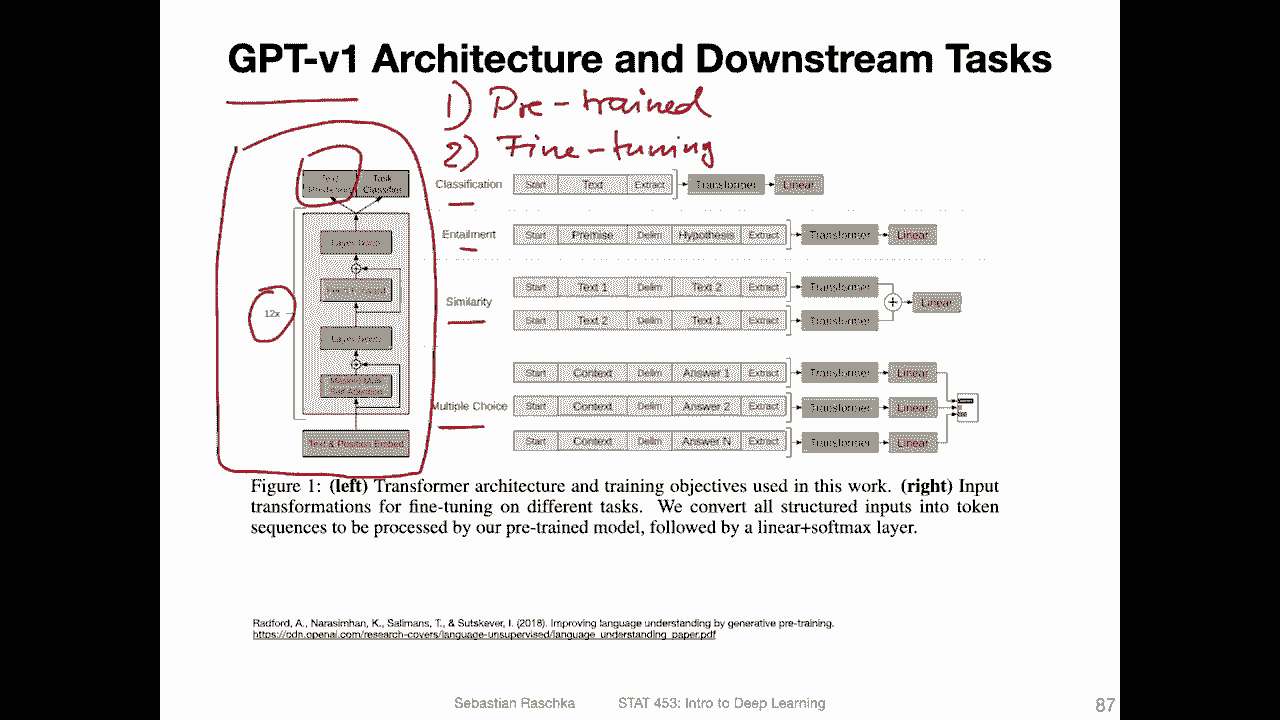 GPT-v1 Architecture and Downstream Tasks
1) Pre-trained
2) Fine-tuning
Text Task
Classifier
Layer Norm
Feed Forward
12x
Layer Norm
Masked Multi
Self Attention
Text & Position Embed
Classification Start Text Extract Transformer Linear
Entailment Start Premise Delim Hypothesis Extract Transformer Linear
Similarity
Start Text 1 Delim Text 2 Extract Transformer
Start Text 2 Delim Text 1 Extract Transformer
Linear
Multiple Choice
Start Context Delim Answer 1 Extract Transformer Linear
Start Context Delim Answer 2 Extract Transformer Linear
Start Context Delim Answer N Extract Transformer Linear
Figure 1: (left) Transformer architecture and training objectives used in this work. (right) Input
transformations for fine-tuning on different tasks. We convert all structured inputs into token
sequences to be processed by our pre-trained model, followed by a linear+softmax layer.
Radford, A., Narasimhan, K., Salimans, T., & Sutskever, I. (2018). Improving language understanding by generative pre-training.
https://cdn.openai.com/research-covers/language-unsupervised/language_understanding_paper.pdf
Sebastian Raschka STAT 453: Intro to Deep Learning 87